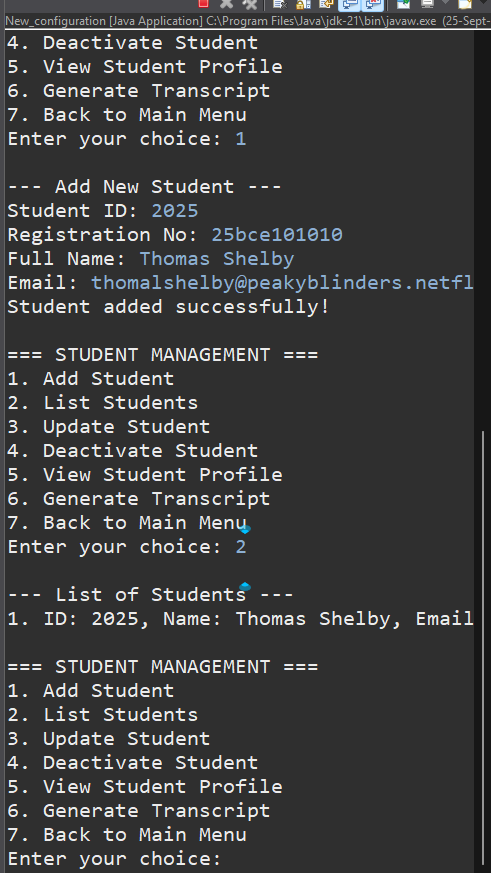 New_configuration [Java Application] C:\Program Files\Java\jdk-21\bin\javaw.exe (25-Sept-
4. Deactivate Student
5. View Student Profile
6. Generate Transcript
7. Back to Main Menu
Enter your choice: 1
--- Add New Student ---
Student ID: 2025
Registration No: 25bce101010
Full Name: Thomas Shelby
Email: thomalshelby@peakyblinders.netfl
Student added successfully!
=== STUDENT MANAGEMENT ===
1. Add Student
2. List Students
3. Update Student
4. Deactivate Student
5. View Student Profile
6. Generate Transcript
7. Back to Main Menu
Enter your choice: 2
--- List of Students ---
1. ID: 2025, Name: Thomas Shelby, Email
=== STUDENT MANAGEMENT ===
1. Add Student
2. List Students
3. Update Student
4. Deactivate Student
5. View Student Profile
6. Generate Transcript
7. Back to Main Menu
Enter your choice: